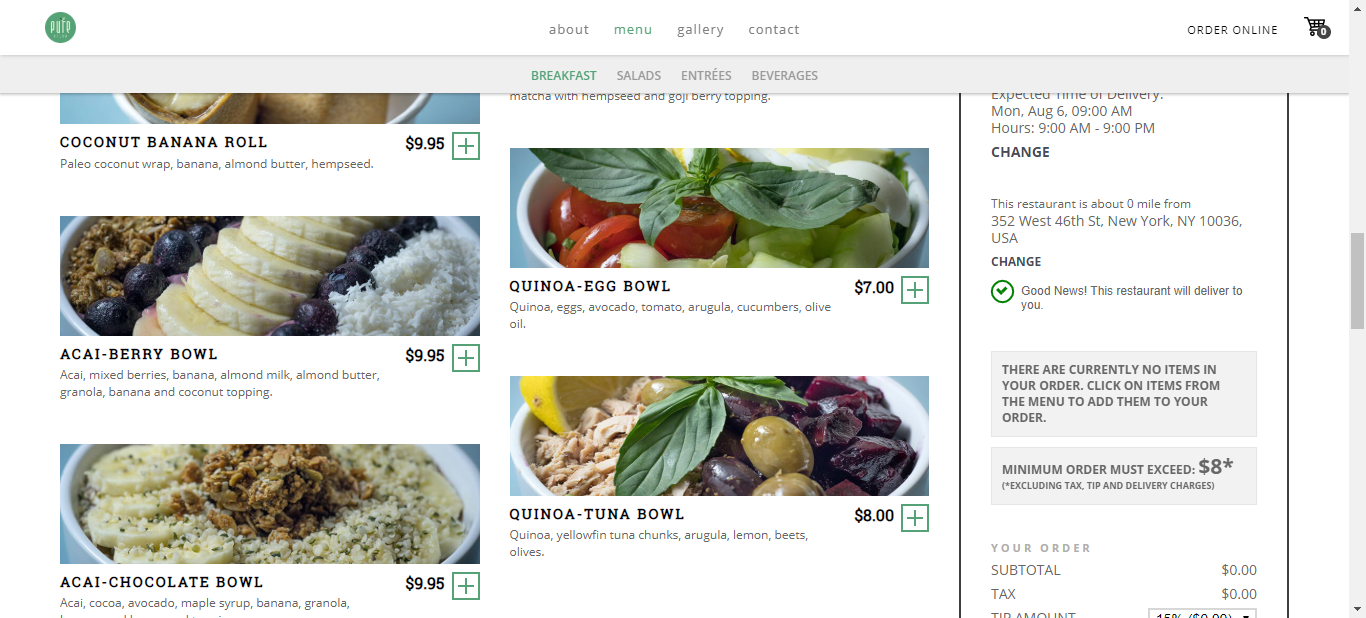 pure
about
menu
gallery
contact
ORDER ONLINE
0
BREAKFAST
SALADS
ENTRÉES
BEVERAGES
COCONUT BANANA ROLL
$9.95
Paleo coconut wrap, banana, almond butter, hempseed.
ACAI-BERRY BOWL
$9.95
Acai, mixed berries, banana, almond milk, almond butter,
granola, banana and coconut topping.
ACAI-CHOCOLATE BOWL
$9.95
Acai, cocoa, avocado, maple syrup, banana, granola,
matcha with hempseed and goji berry topping.
QUINOA-EGG BOWL
$7.00
Quinoa, eggs, avocado, tomato, arugula, cucumbers, olive
oil.
QUINOA-TUNA BOWL
$8.00
Quinoa, yellowfin tuna chunks, arugula, lemon, beets,
olives.
Expected Time of Delivery:
Mon, Aug 6, 09:00 AM
Hours: 9:00 AM - 9:00 PM
CHANGE
This restaurant is about 0 mile from
352 West 46th St, New York, NY 10036,
USA
CHANGE
Good News! This restaurant will deliver to
you.
THERE ARE CURRENTLY NO ITEMS IN
YOUR ORDER. CLICK ON ITEMS FROM
THE MENU TO ADD THEM TO YOUR
ORDER.
MINIMUM ORDER MUST EXCEED: $8*
(*EXCLUDING TAX, TIP AND DELIVERY CHARGES)
YOUR ORDER
SUBTOTAL $0.00
TAX $0.00
TIP AMOUNT 15% ($0.00)